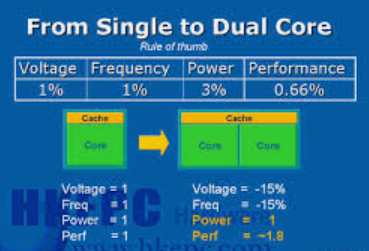 From Single to Dual Core
Rule of thumb
Voltage Frequency Power Performance
1% 1% 3% 0.66%
Cache Cache
Core Core Core
Voltage = 1 Voltage = -15%
Freq = 1 Freq = -15%
Power = 1 Power = 1
Perf = 1 Perf = ~1.8